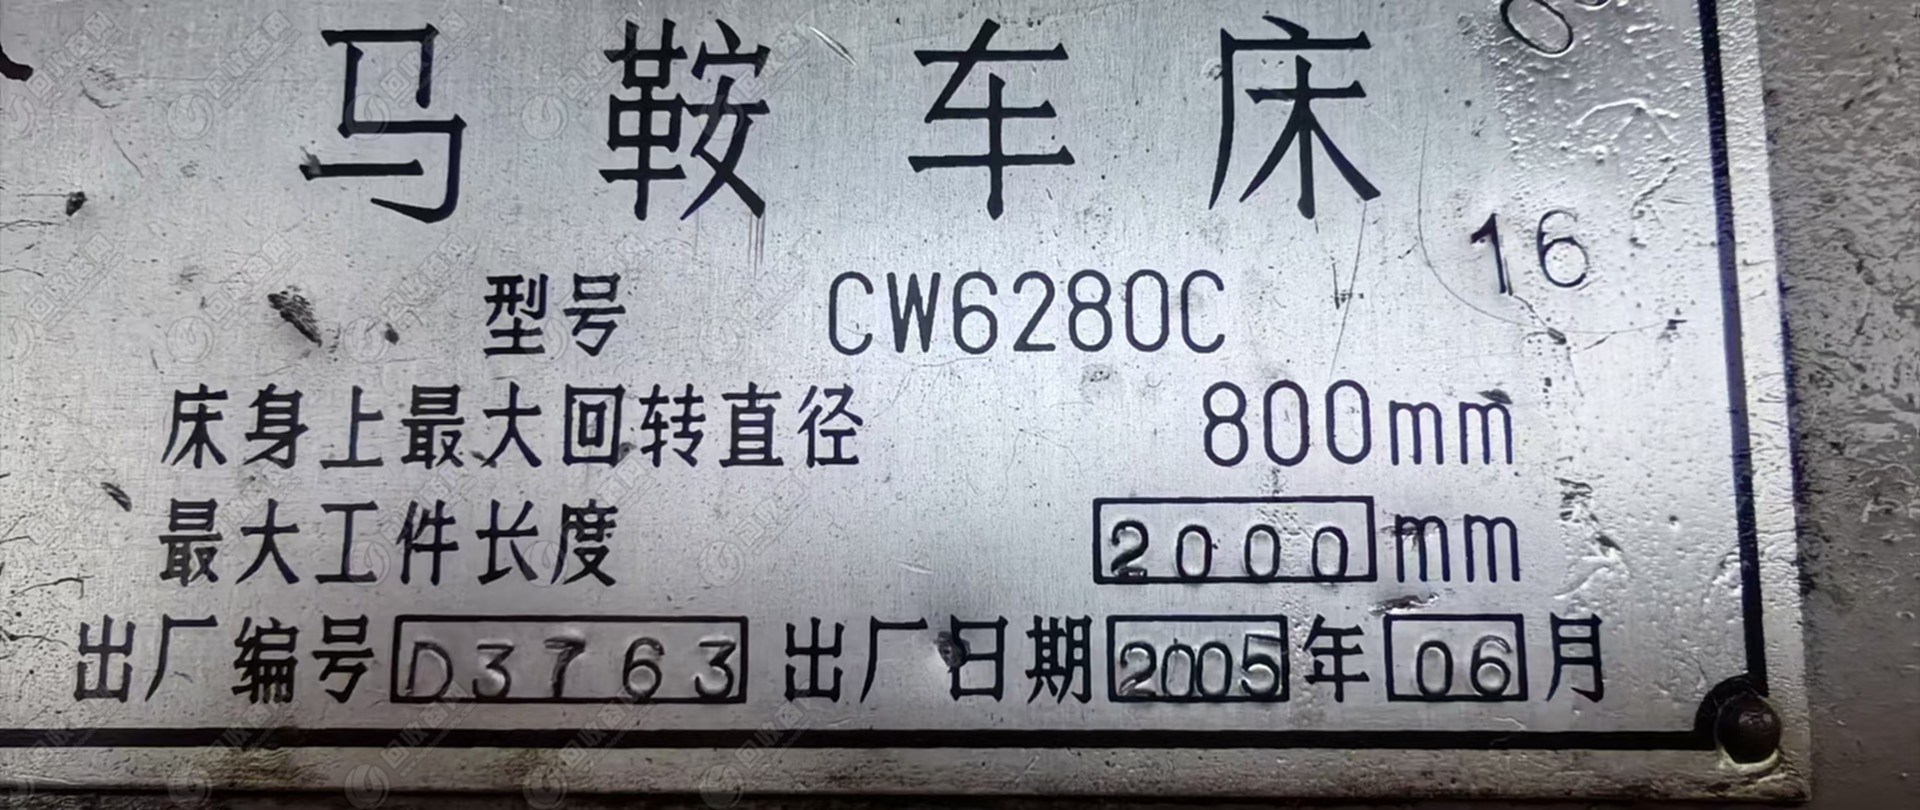 马鞍车床
16
型号 CW6280C
床身上最大回转直径 800mm
最大工件长度 2000mm
出厂编号 D3763 出厂日期 2005年 06月